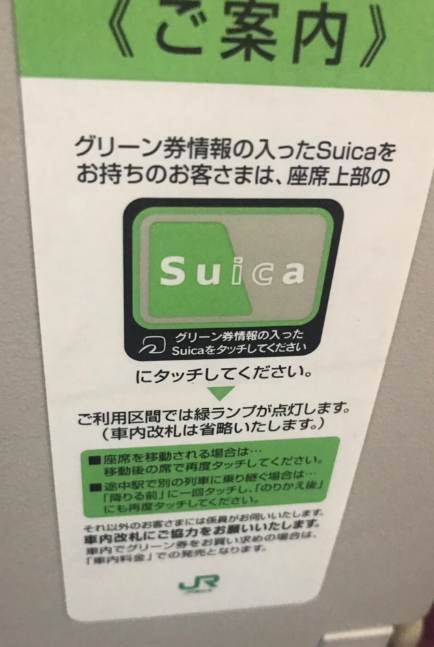 《ご案内》
グリーン券情報の入ったSuicaを
お持ちのお客さまは、座席上部の
Suica
グリーン券情報の入った
Suicaをタッチしてください
にタッチしてください。
ご利用区間では緑ランプが点灯します。
(車内改札は省略いたします。)
■座席を移動される場合は…
移動後の席で再度タッチしてください。
■途中駅で別の列車に乗り継ぐ場合は…
「降りる前」に一回タッチし、「のりかえ後」
にも再度タッチしてください。
それ以外のお客さまには係員がお伺いいたします。
車内改札にご協力をお願いいたします。
車内でグリーン券をお買い求めの場合は、
「車内料金」での発売となります。
JR